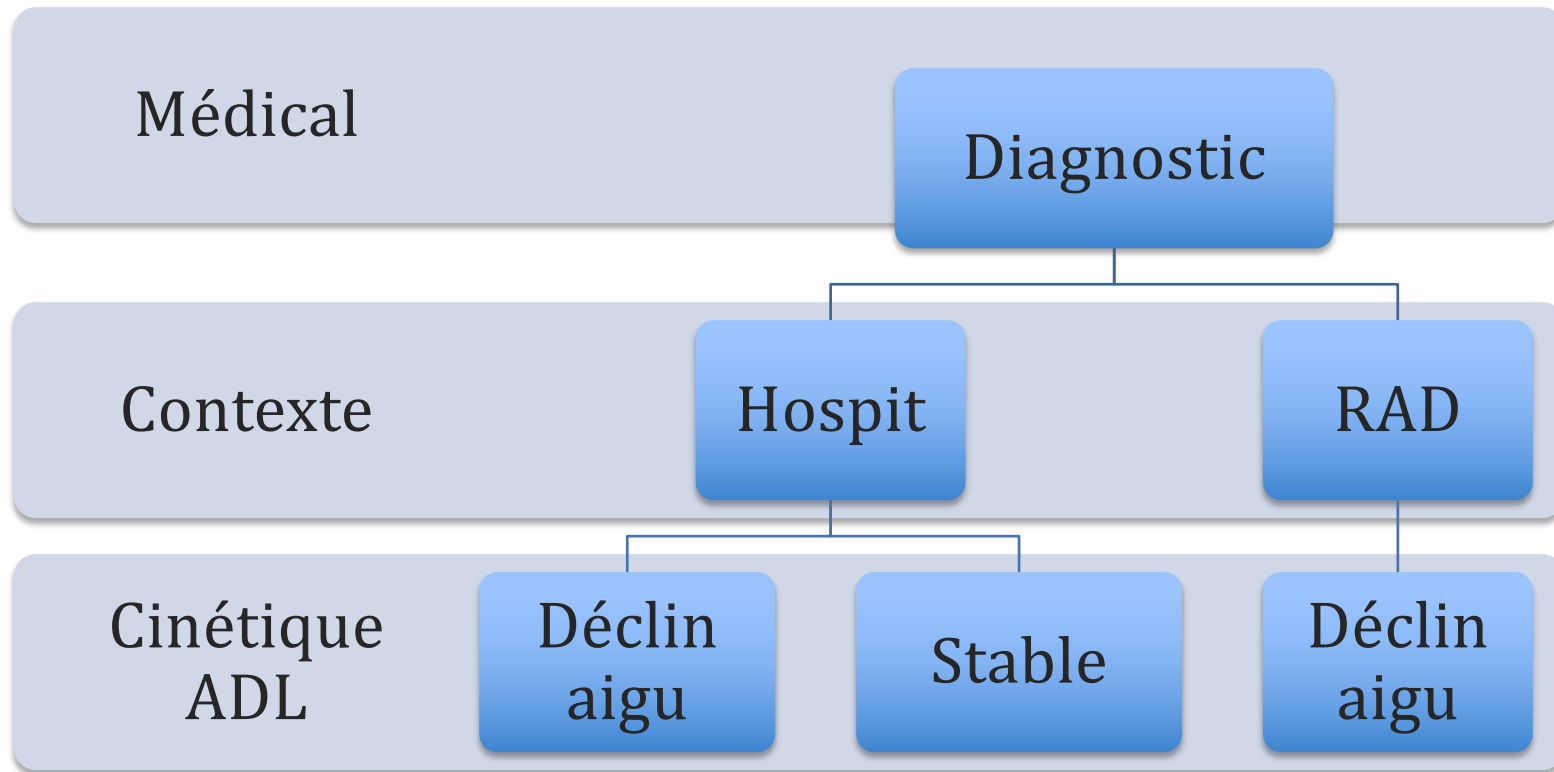 Médical
Diagnostic
Contexte
Hospit
RAD
Cinétique
ADL
Déclin
aigu
Stable
Déclin
aigu